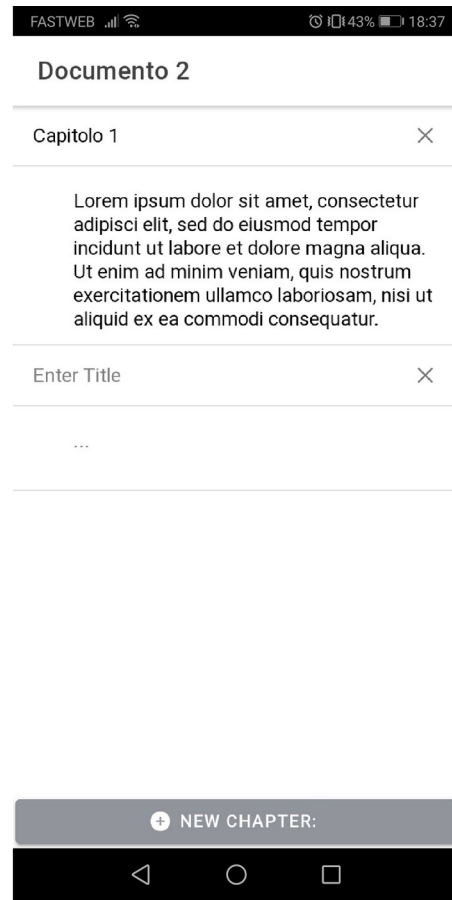 FASTWEB 43% 18:37
Documento 2
Capitolo 1
Lorem ipsum dolor sit amet, consectetur
adipisci elit, sed do eiusmod tempor
incidunt ut labore et dolore magna aliqua.
Ut enim ad minim veniam, quis nostrum
exercitationem ullamco laboriosam, nisi ut
aliquid ex ea commodi consequatur.
Enter Title
...
NEW CHAPTER: